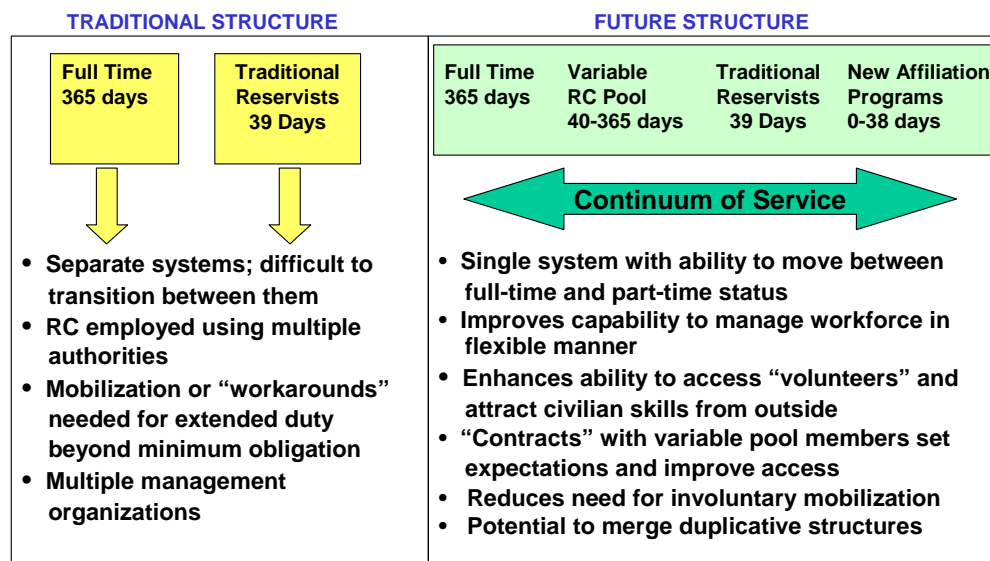 TRADITIONAL STRUCTURE
Full Time
365 days
Traditional
Reservists
39 Days
• Separate systems; difficult to
transition between them
• RC employed using multiple
authorities
• Mobilization or “workarounds”
needed for extended duty
beyond minimum obligation
• Multiple management
organizations
FUTURE STRUCTURE
Full Time
365 days
Variable
RC Pool
40-365 days
Traditional
Reservists
39 Days
New Affiliation
Programs
0-38 days
Continuum of Service
• Single system with ability to move between
full-time and part-time status
• Improves capability to manage workforce in
flexible manner
• Enhances ability to access “volunteers” and
attract civilian skills from outside
• “Contracts” with variable pool members set
expectations and improve access
• Reduces need for involuntary mobilization
• Potential to merge duplicative structures